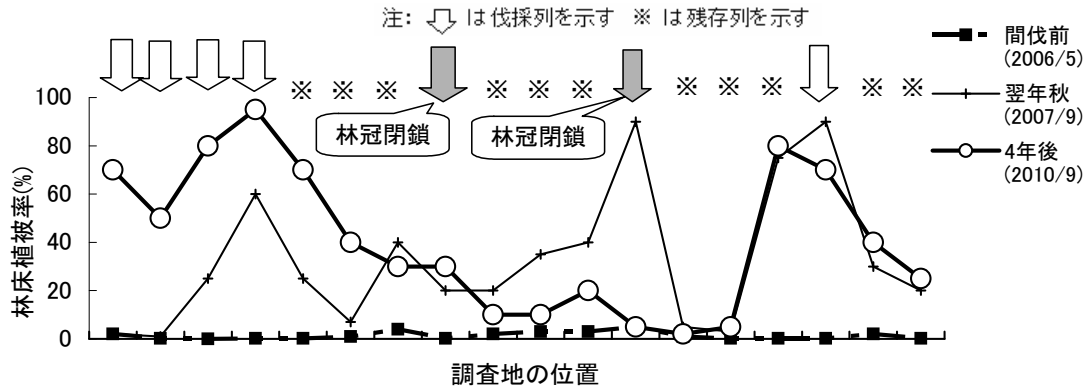 注： ⇩ は伐採列を示す ※ は残存列を示す
※ ※ ※ ※ ※ ※ ※ ※ ※ ※ ※
林冠閉鎖
林冠閉鎖
間伐前
(2006/5)
翌年秋
(2007/9)
4年後
(2010/9)
林床植被率(%)
100
80
60
40
20
0
調査地の位置